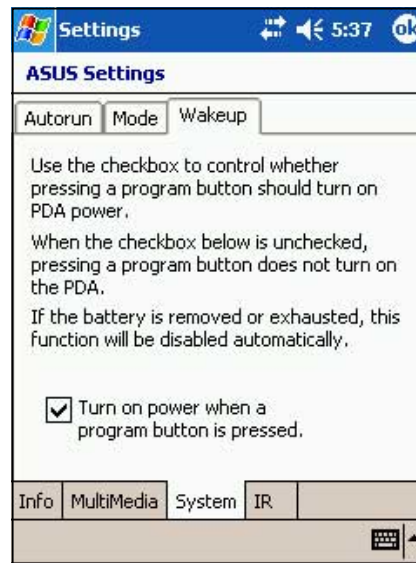 Settings 5:37 ok
ASUS Settings
Autorun Mode Wakeup
Use the checkbox to control whether
pressing a program button should turn on
PDA power.
When the checkbox below is unchecked,
pressing a program button does not turn on
the PDA.
If the battery is removed or exhausted, this
function will be disabled automatically.
Turn on power when a
program button is pressed.
Info MultiMedia System IR